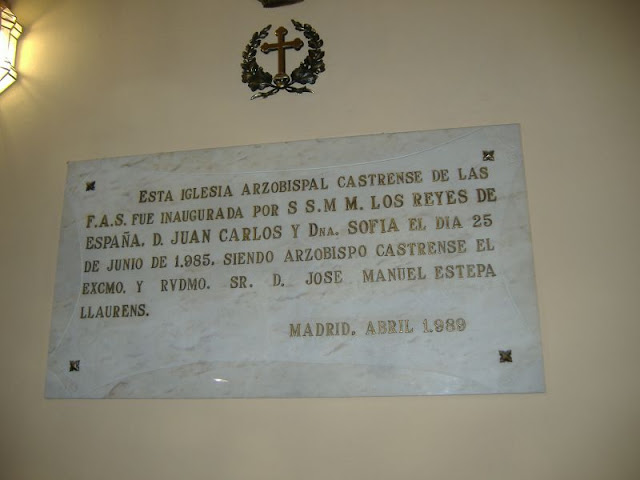 ESTA IGLESIA ARZOBISPAL CASTRENSE DE LAS
F.A.S. FUE INAUGURADA POR S S. M M. LOS REYES DE
ESPAÑA. D. JUAN CARLOS Y DNA. SOFIA EL DIA 25
DE JUNIO DE 1.985, SIENDO ARZOBISPO CASTRENSE EL
EXCMO. Y RVDMO. SR. D. JOSE MANUEL ESTEPA
LLAURENS.
MADRID, ABRIL 1.989